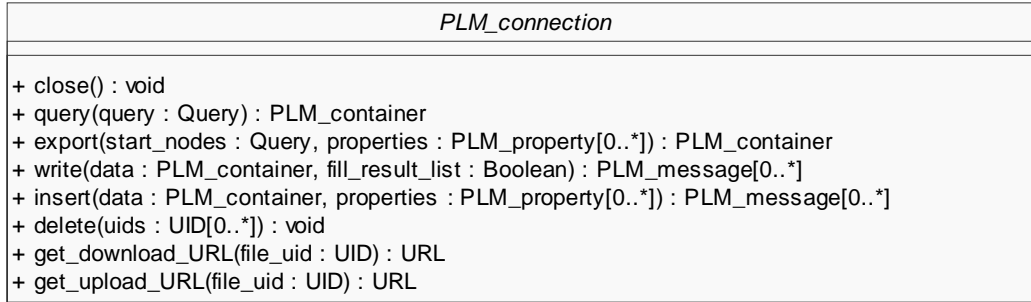 PLM_connection
+ close() : void
+ query(query : Query) : PLM_container
+ export(start_nodes : Query, properties : PLM_property[0..*]) : PLM_container
+ write(data : PLM_container, fill_result_list : Boolean) : PLM_message[0..*]
+ insert(data : PLM_container, properties : PLM_property[0..*]) : PLM_message[0..*]
+ delete(uids : UID[0..*]) : void
+ get_download_URL(file_uid : UID) : URL
+ get_upload_URL(file_uid : UID) : URL